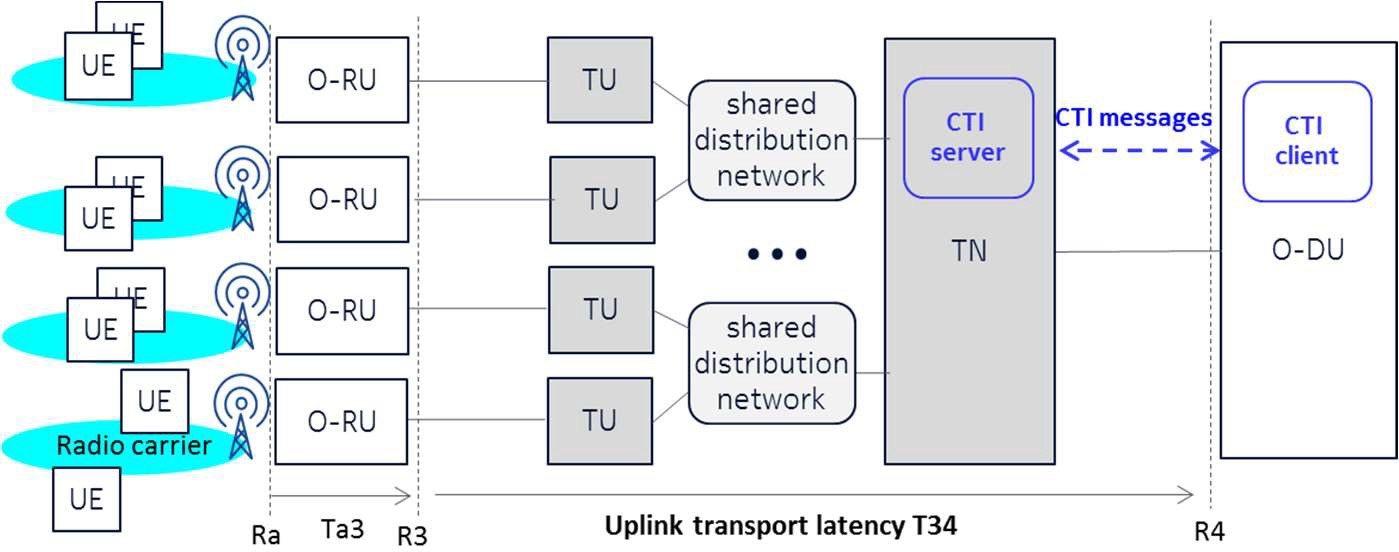 UE
UE
O-RU
TU
shared
distribution
network
CTI
server
CTI messages
CTI
client
UE
UE
O-RU
TU
TN
O-DU
UE
UE
O-RU
TU
shared
distribution
network
UE
Radio carrier
UE
O-RU
TU
Ra
Ta3
R3
Uplink transport latency T34
R4